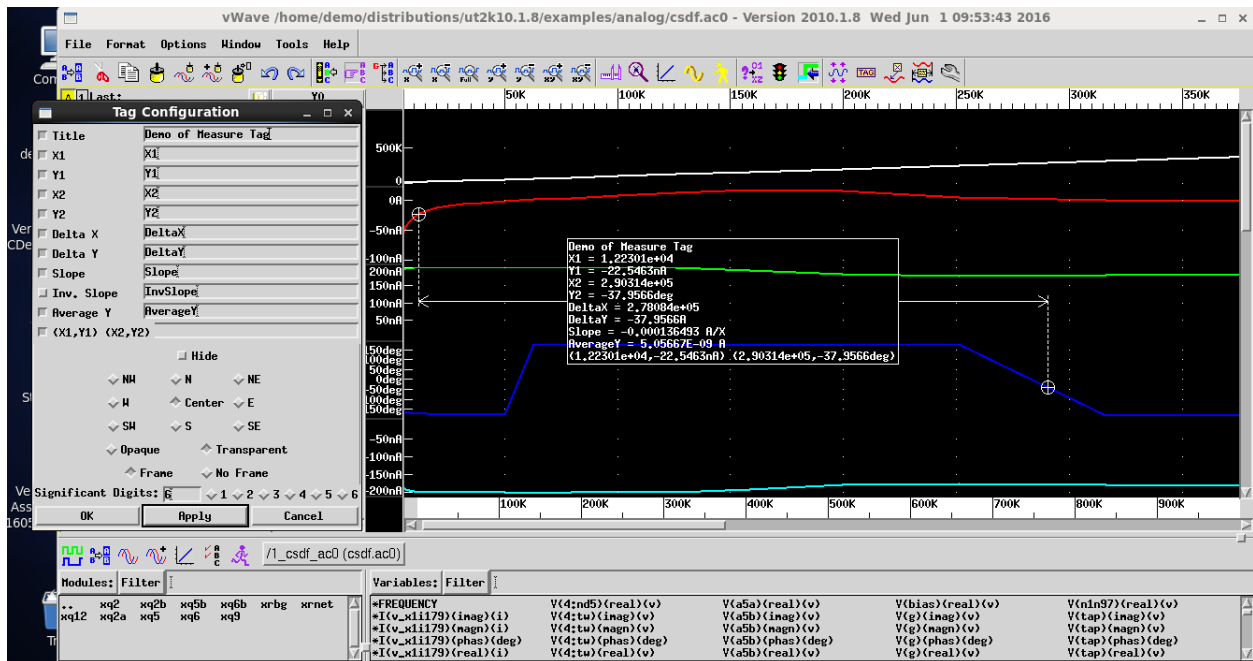 vWave /home/demo/distributions/ut2k10.1.8/examples/analog/csdf.ac0 - Version 2010.1.8 Wed Jun 1 09:53:43 2016
File Format Options Window Tools Help
Con
A 1 Last: Y0
50K 100K 150K 200K 250K 300K 350K
Tag Configuration
Title Demo of Measure Tag
X1 X1
Y1 Y1
X2 X2
Y2 Y2
Delta X DeltaX
Delta Y DeltaY
Slope Slope
Inv. Slope InvSlope
Average Y AverageY
(X1,Y1) (X2,Y2)
Hide
NW N NE
W Center E
SW S SE
Opaque Transparent
Frame No Frame
Significant Digits: 6 1 2 3 4 5 6
OK Apply Cancel
de
Ver
CDe
St
Ve
Ass
1605
Tr
500K
0
0A
-50nA
-100nA
200nA
150nA
100nA
50nA
150deg
100deg
50deg
0deg
-50deg
100deg
150deg
-50nA
-100nA
-150nA
-200nA
Demo of Measure Tag
X1 = 1.22301e+04
Y1 = -22.5463nA
X2 = 2.90314e+05
Y2 = -37.9566deg
DeltaX = 2.78084e+05
DeltaY = -37.9566A
Slope = -0.000136493 A/X
AverageY = 5.05667E-09 A
(1.22301e+04,-22.5463nA) (2.90314e+05,-37.9566deg)
100K 200K 300K 400K 500K 600K 700K 800K 900K
/1_csdf_ac0 (csdf.ac0)
Modules: Filter
.. xq2 xq2b xq5b xq6b xrbg xrnet
xq12 xq2a xq5 xq6 xq9
Variables: Filter
*FREQUENCY V(4;nd5)(real)(v) V(a5a)(real)(v) V(bias)(real)(v) V(n1n97)(real)(v)
*I(v_x1i179)(imag)(i) V(4;tw)(imag)(v) V(a5b)(imag)(v) V(g)(imag)(v) V(tap)(imag)(v)
*I(v_x1i179)(magn)(i) V(4;tw)(magn)(v) V(a5b)(magn)(v) V(g)(magn)(v) V(tap)(magn)(v)
*I(v_x1i179)(phas)(deg) V(4;tw)(phas)(deg) V(a5b)(phas)(deg) V(g)(phas)(deg) V(tap)(phas)(deg)
*I(v_x1i179)(real)(i) V(4;tw)(real)(v) V(a5b)(real)(v) V(g)(real)(v) V(tap)(real)(v)